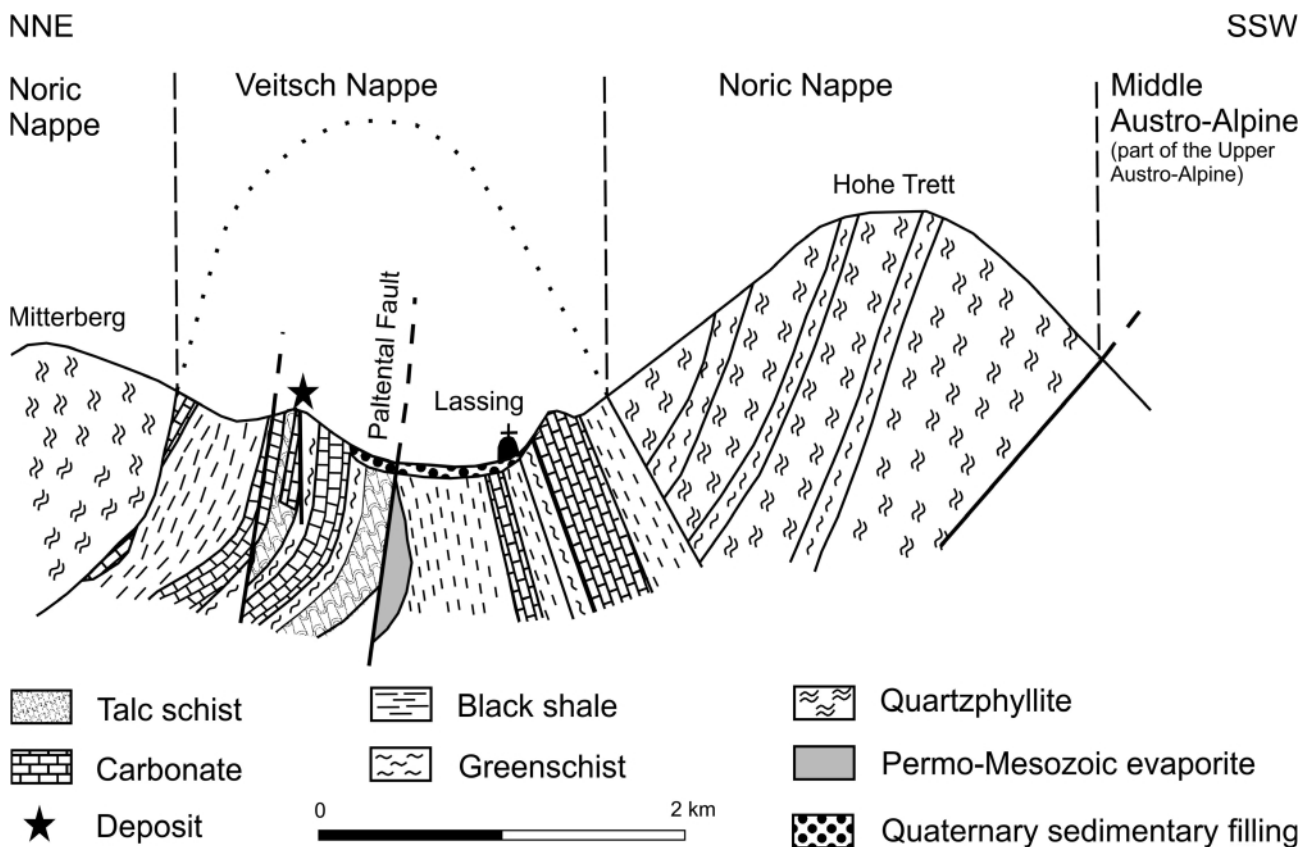 NNE
SSW
Noric
Nappe
Veitsch Nappe
Noric Nappe
Middle
Austro-Alpine
(part of the Upper
Austro-Alpine)
Hohe Trett
Mitterberg
Paltental Fault
Lassing
Talc schist
Black shale
Quartzphyllite
Carbonate
Greenschist
Permo-Mesozoic evaporite
Deposit
0
2 km
Quaternary sedimentary filling